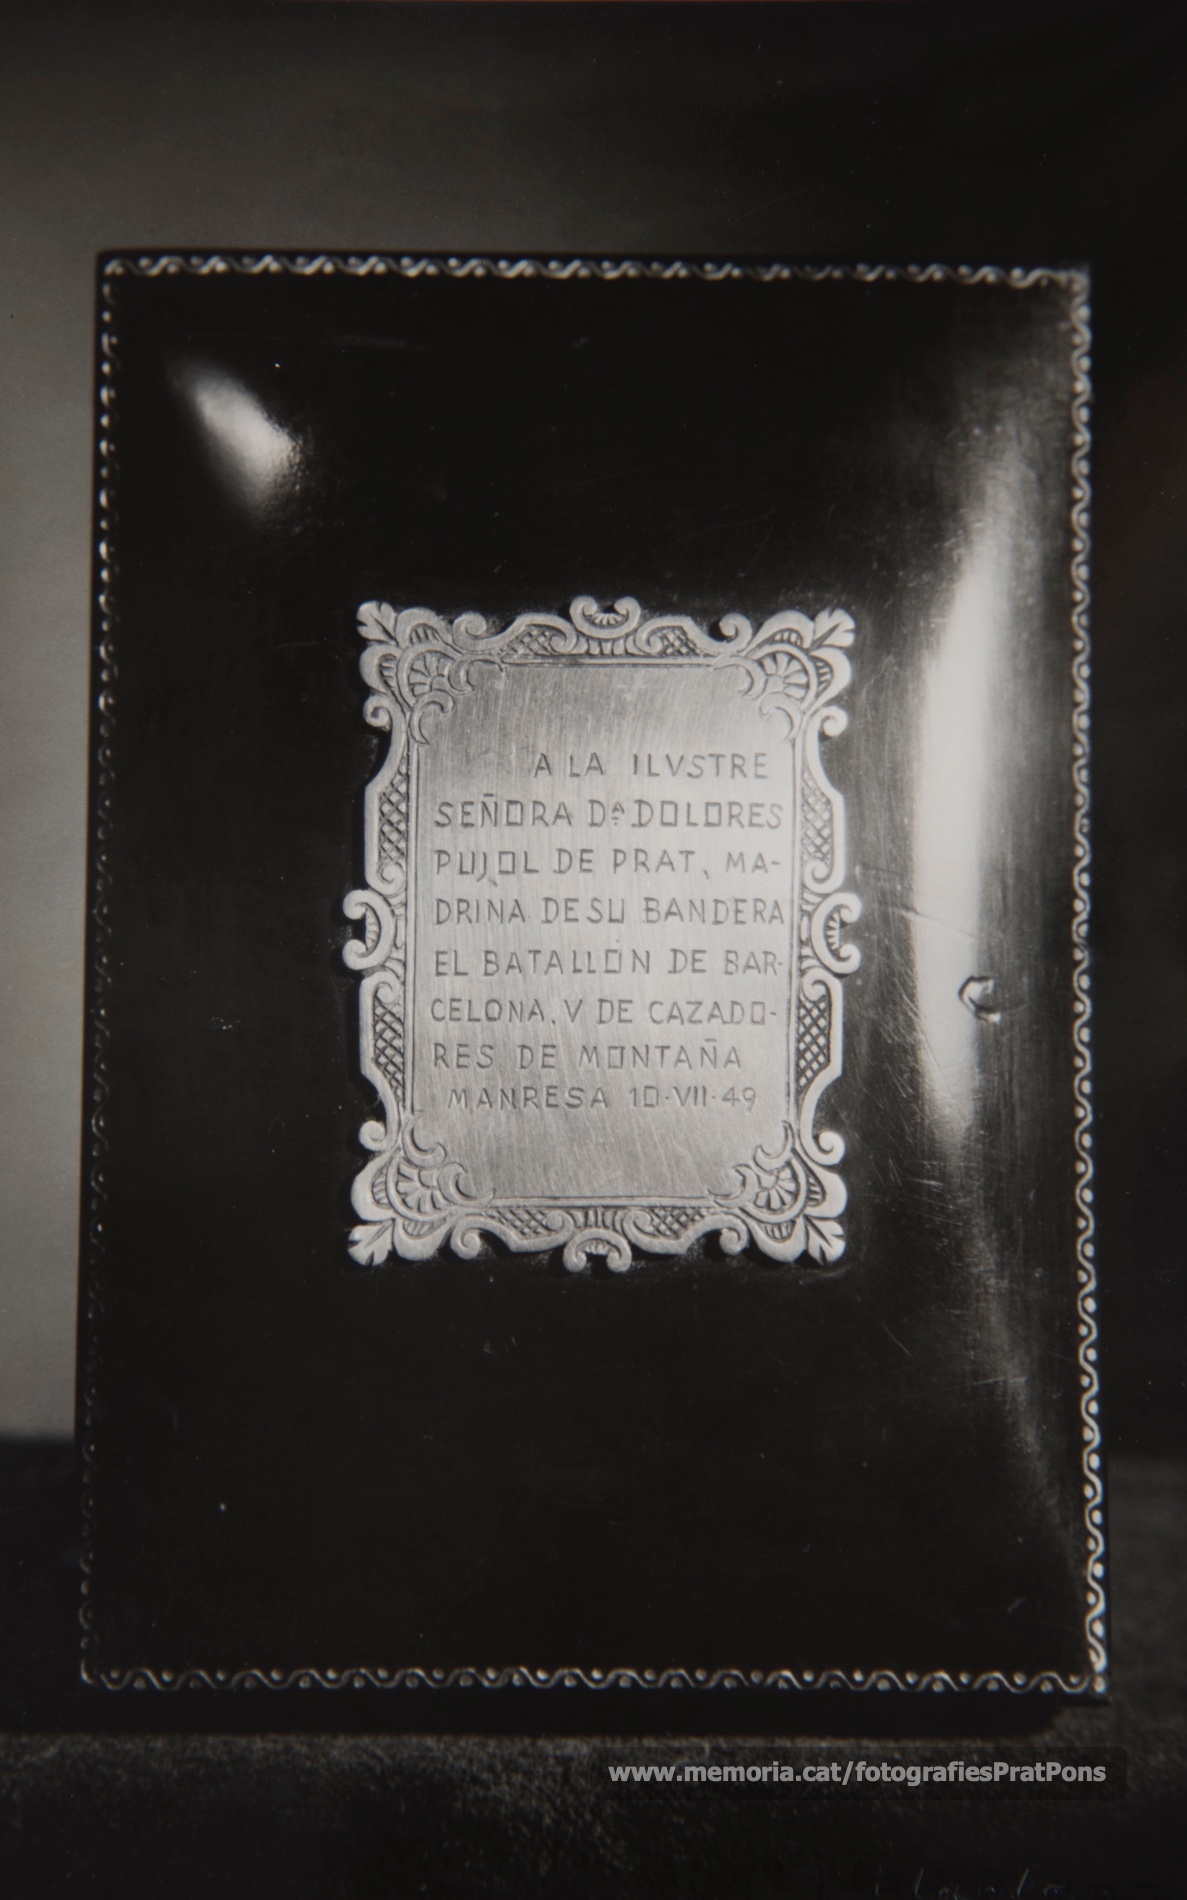 A LA ILVSTRE
SEÑORA Dª DOLORES
PUJOL DE PRAT, MA-
DRINA DE SU BANDERA
EL BATALLÓN DE BAR-
CELONA, V DE CAZADO-
RES DE MONTAÑA
MANRESA 10·VII·49
www.memoria.cat/fotografiesPratPons